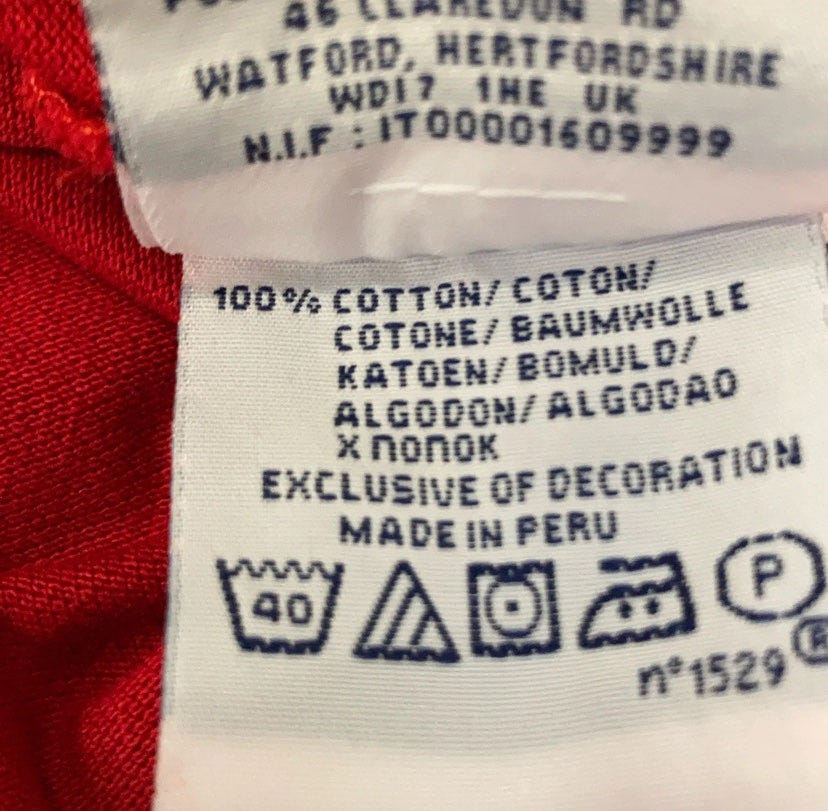 46 CLAREDON RD
WATFORD, HERTFORDSHIRE
WD17 1HE UK
N.I.F : IT00001609999
100% COTTON/ COTON/
COTONE/ BAUMWOLLE
KATOEN/ BOMULD/
ALGODON/ ALGODAO
X ПОПОК
EXCLUSIVE OF DECORATION
MADE IN PERU
40
P
R
n°1529